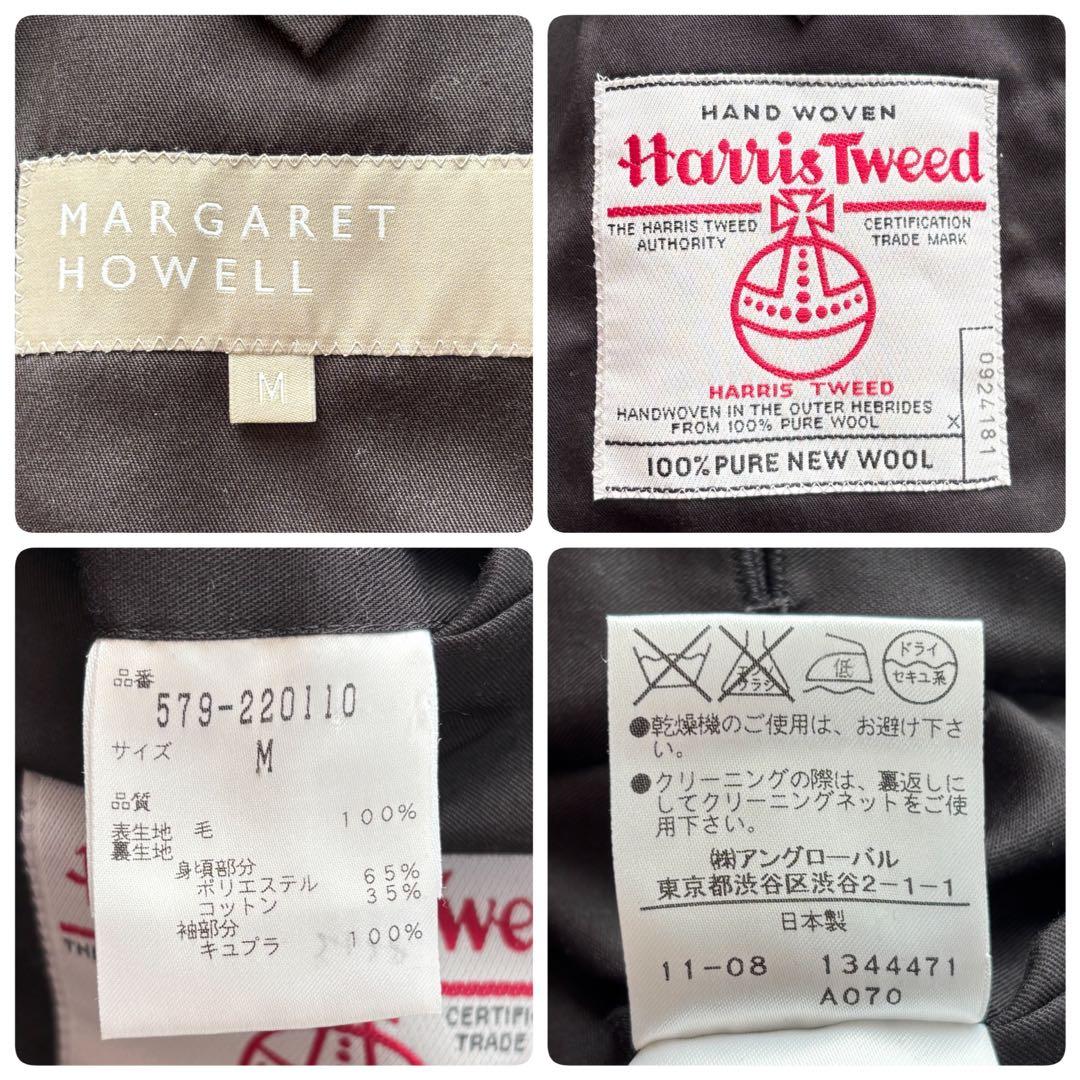 MARGARET
HOWELL
M
HAND WOVEN
Harris Tweed
THE HARRIS TWEED
AUTHORITY
CERTIFICATION
TRADE MARK
HARRIS TWEED
HANDWOVEN IN THE OUTER HEBRIDES
FROM 100% PURE WOOL
X
0924181
100% PURE NEW WOOL
品番
579-220110
サイズ
M
品質
表生地 毛 100%
裏生地
身頃部分
ポリエステル 65%
コットン 35%
袖部分
キュプラ 100%
CERTIFI
TRADE
低
ドライ
セキユ系
●乾燥機のご使用は、お避け下さ
い。
●クリーニングの際は、裏返しに
してクリーニングネットをご使
用下さい。
㈱アングローバル
東京都渋谷区渋谷2-1-1
日本製
11-08 1344471
A070